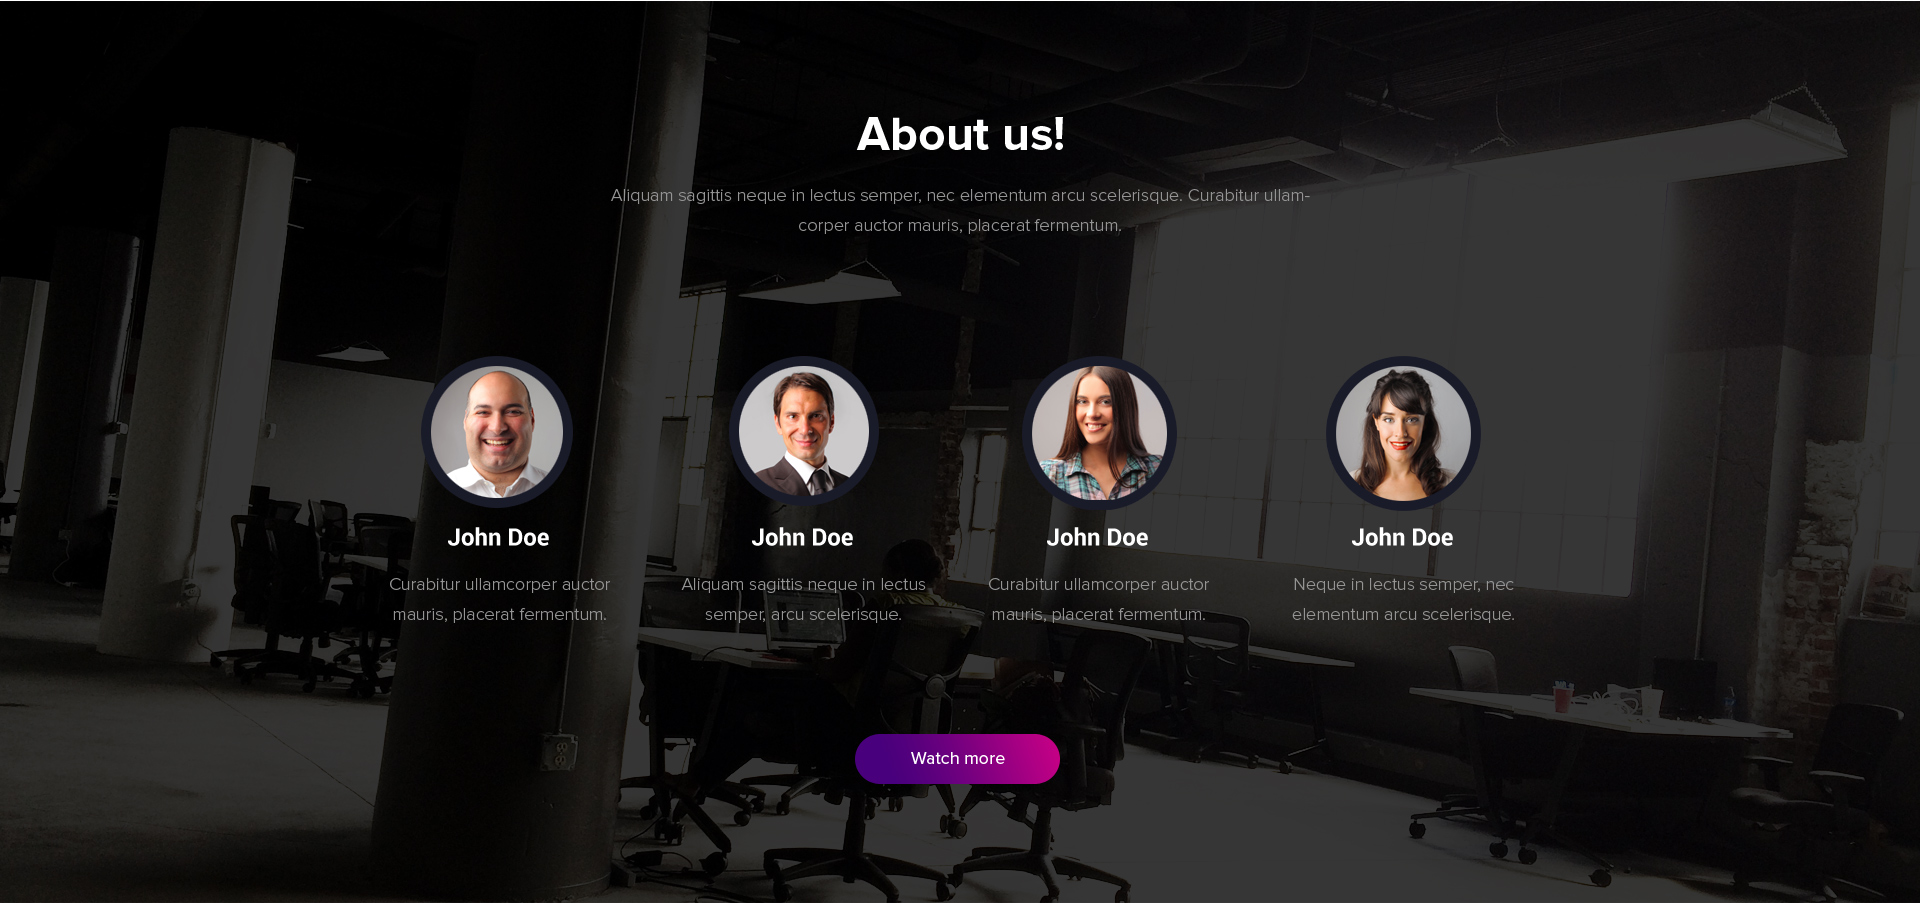 About us!
Aliquam sagittis neque in lectus semper, nec elementum arcu scelerisque. Curabitur ullam-
corper auctor mauris, placerat fermentum.
John Doe
Curabitur ullamcorper auctor
mauris, placerat fermentum.
John Doe
Aliquam sagittis neque in lectus
semper, arcu scelerisque.
John Doe
Curabitur ullamcorper auctor
mauris, placerat fermentum.
John Doe
Neque in lectus semper, nec
elementum arcu scelerisque.
Watch more